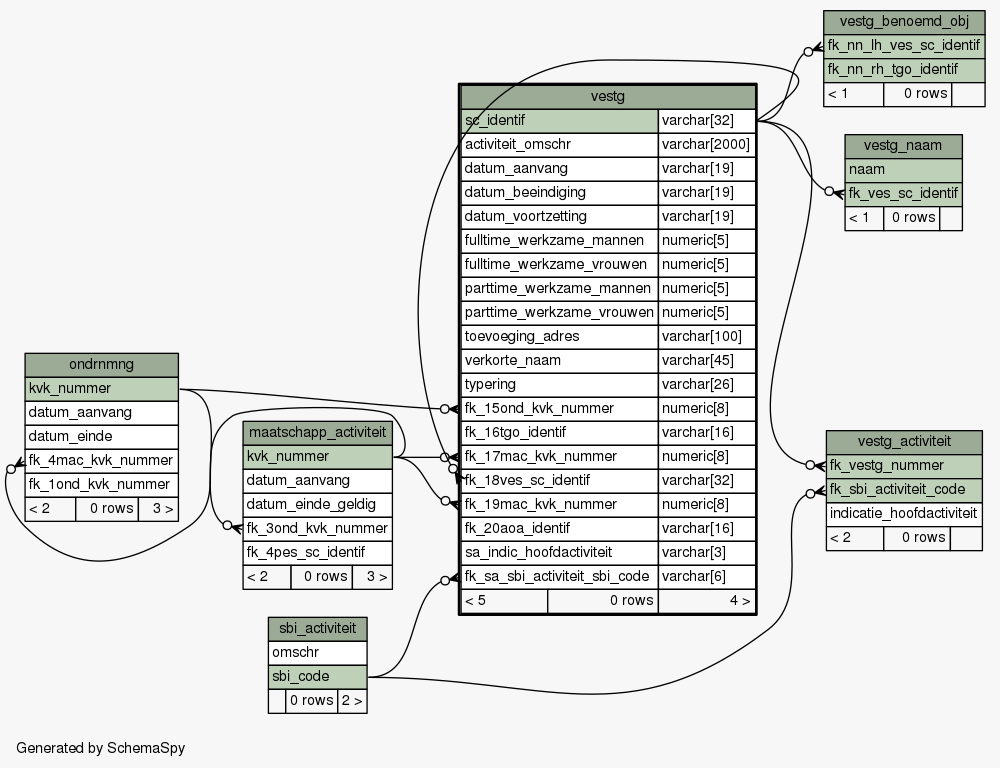 vestg_benoemd_obj
fk_nn_lh_ves_sc_identif
fk_nn_rh_tgo_identif
< 1 0 rows
vestg
sc_identif varchar[32]
activiteit_omschr varchar[2000]
datum_aanvang varchar[19]
datum_beeindiging varchar[19]
datum_voortzetting varchar[19]
fulltime_werkzame_mannen numeric[5]
fulltime_werkzame_vrouwen numeric[5]
parttime_werkzame_mannen numeric[5]
parttime_werkzame_vrouwen numeric[5]
toevoeging_adres varchar[100]
verkorte_naam varchar[45]
typering varchar[26]
fk_15ond_kvk_nummer numeric[8]
fk_16tgo_identif varchar[16]
fk_17mac_kvk_nummer numeric[8]
fk_18ves_sc_identif varchar[32]
fk_19mac_kvk_nummer numeric[8]
fk_20aoa_identif varchar[16]
sa_indic_hoofdactiviteit varchar[3]
fk_sa_sbi_activiteit_sbi_code varchar[6]
< 5 0 rows 4 >
vestg_naam
naam
fk_ves_sc_identif
< 1 0 rows
ondrnmng
kvk_nummer
datum_aanvang
datum_einde
fk_4mac_kvk_nummer
fk_1ond_kvk_nummer
< 2 0 rows 3 >
maatschapp_activiteit
kvk_nummer
datum_aanvang
datum_einde_geldig
fk_3ond_kvk_nummer
fk_4pes_sc_identif
< 2 0 rows 3 >
vestg_activiteit
fk_vestg_nummer
fk_sbi_activiteit_code
indicatie_hoofdactiviteit
< 2 0 rows
sbi_activiteit
omschr
sbi_code
0 rows 2 >
Generated by SchemaSpy